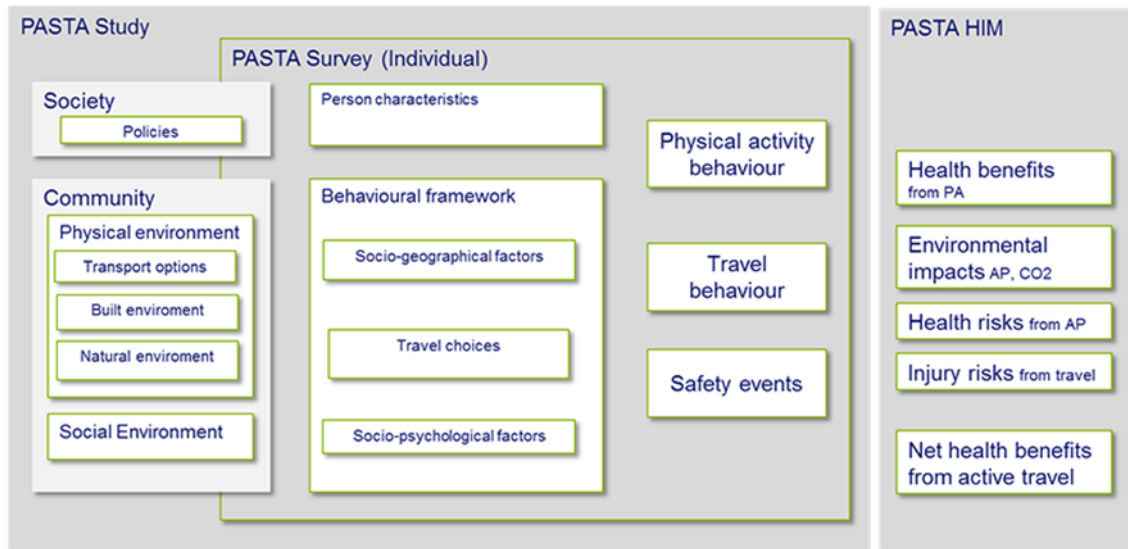 PASTA Study
PASTA Survey (Individual)
Society
Policies
Community
Physical environment
Transport options
Built enviroment
Natural enviroment
Social Environment
Person characteristics
Behavioural framework
Socio-geographical factors
Travel choices
Socio-psychological factors
Physical activity
behaviour
Travel
behaviour
Safety events
PASTA HIM
Health benefits
from PA
Environmental
impacts AP, CO2
Health risks from AP
Injury risks from travel
Net health benefits
from active travel